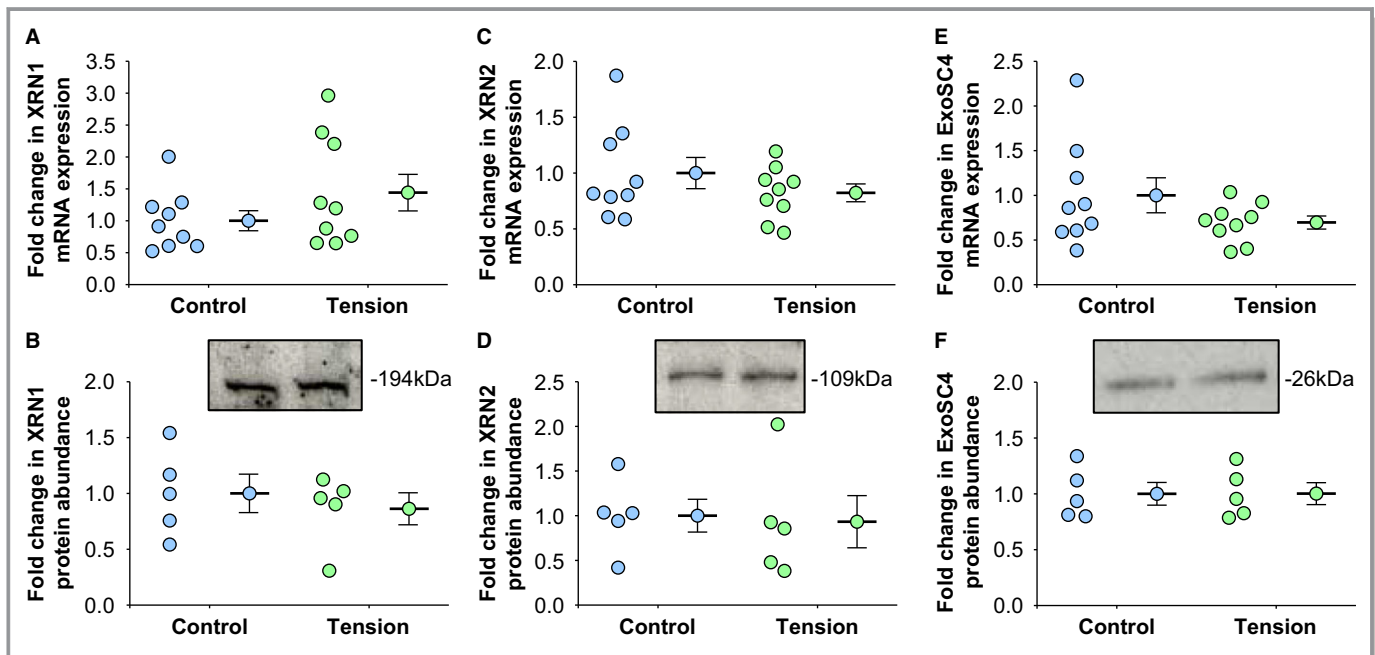 A
Fold change in XRN1
mRNA expression
3.5
3.0
2.5
2.0
1.5
1.0
0.5
0.0
Control
Tension
C
Fold change in XRN2
mRNA expression
2.0
1.5
1.0
0.5
0.0
Control
Tension
E
Fold change in ExoSC4
mRNA expression
2.5
2.0
1.5
1.0
0.5
0.0
Control
Tension
B
Fold change in XRN1
protein abundance
2.0
1.5
1.0
0.5
0.0
-194kDa
Control
Tension
D
Fold change in XRN2
protein abundance
2.5
2.0
1.5
1.0
0.5
0.0
-109kDa
Control
Tension
F
Fold change in ExoSC4
protein abundance
2.0
1.5
1.0
0.5
0.0
-26kDa
Control
Tension